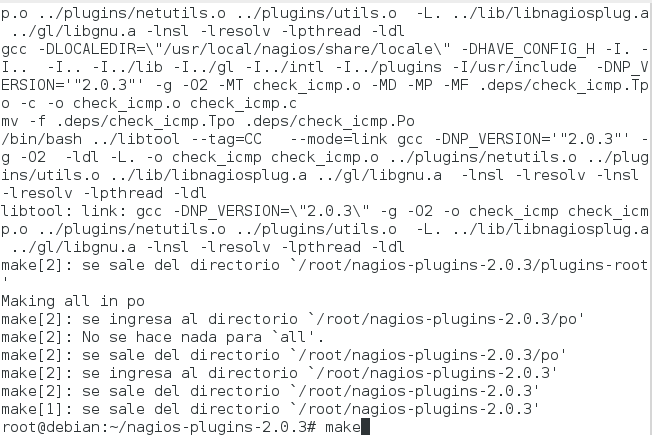 p.o ../plugins/netutils.o ../plugins/utils.o  -L. ../lib/libnagiosplug.a
 ../gl/libgnu.a -lnsl -lresolv -lpthread -ldl
gcc -DLOCALEDIR=\"/usr/local/nagios/share/locale\" -DHAVE_CONFIG_H -I. -
I..  -I.. -I../lib -I../gl -I../intl -I../plugins -I/usr/include  -DNP_V
ERSION='"2.0.3"' -g -O2 -MT check_icmp.o -MD -MP -MF .deps/check_icmp.Tp
o -c -o check_icmp.o check_icmp.c
mv -f .deps/check_icmp.Tpo .deps/check_icmp.Po
/bin/bash ../libtool --tag=CC   --mode=link gcc -DNP_VERSION='"2.0.3"' -
g -O2  -ldl -L. -o check_icmp check_icmp.o ../plugins/netutils.o ../plug
ins/utils.o ../lib/libnagiosplug.a ../gl/libgnu.a  -lnsl -lresolv -lnsl
-lresolv -lpthread -ldl
libtool: link: gcc -DNP_VERSION=\"2.0.3\" -g -O2 -o check_icmp check_icm
p.o ../plugins/netutils.o ../plugins/utils.o  -L. ../lib/libnagiosplug.a
 ../gl/libgnu.a -lnsl -lresolv -lpthread -ldl
make[2]: se sale del directorio `/root/nagios-plugins-2.0.3/plugins-root
'
Making all in po
make[2]: se ingresa al directorio `/root/nagios-plugins-2.0.3/po'
make[2]: No se hace nada para `all'.
make[2]: se sale del directorio `/root/nagios-plugins-2.0.3/po'
make[2]: se ingresa al directorio `/root/nagios-plugins-2.0.3'
make[2]: se sale del directorio `/root/nagios-plugins-2.0.3'
make[1]: se sale del directorio `/root/nagios-plugins-2.0.3'
root@debian:~/nagios-plugins-2.0.3# make